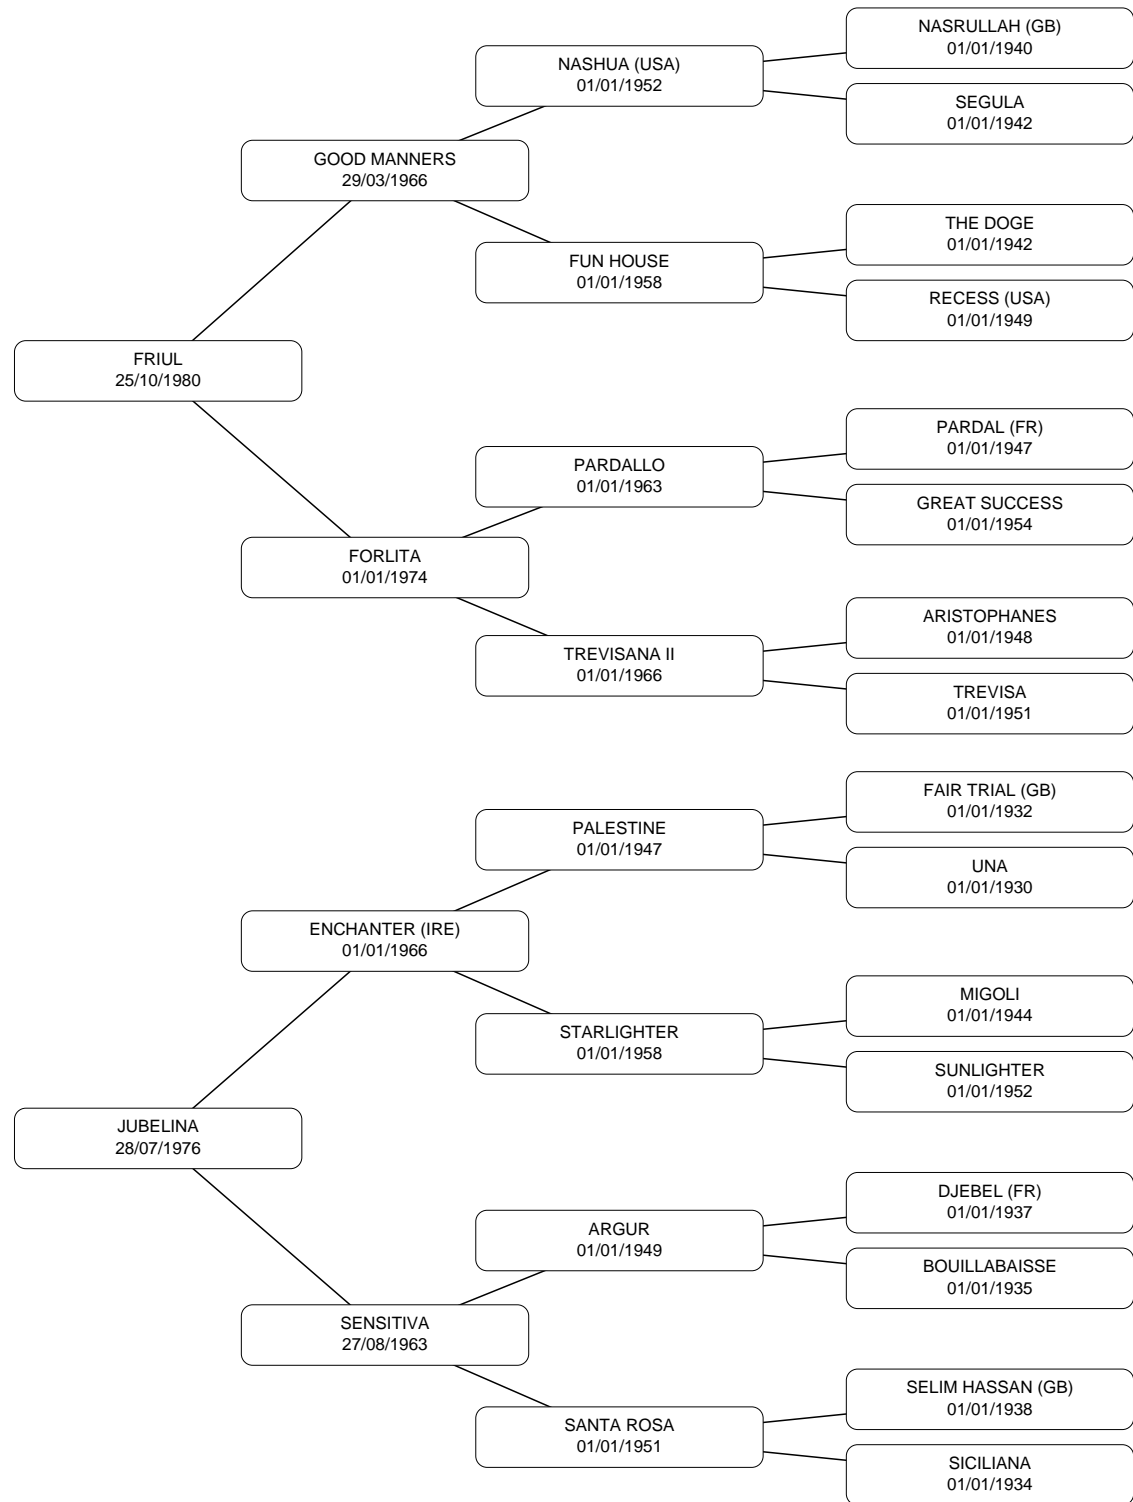 NASRULLAH (GB)
01/01/1940
NASHUA (USA)
01/01/1952
SEGULA
01/01/1942
GOOD MANNERS
29/03/1966
THE DOGE
01/01/1942
FUN HOUSE
01/01/1958
RECESS (USA)
01/01/1949
FRIUL
25/10/1980
PARDAL (FR)
01/01/1947
PARDALLO
01/01/1963
GREAT SUCCESS
01/01/1954
FORLITA
01/01/1974
ARISTOPHANES
01/01/1948
TREVISANA II
01/01/1966
TREVISA
01/01/1951
FAIR TRIAL (GB)
01/01/1932
PALESTINE
01/01/1947
UNA
01/01/1930
ENCHANTER (IRE)
01/01/1966
MIGOLI
01/01/1944
STARLIGHTER
01/01/1958
SUNLIGHTER
01/01/1952
JUBELINA
28/07/1976
DJEBEL (FR)
01/01/1937
ARGUR
01/01/1949
BOUILLABAISSE
01/01/1935
SENSITIVA
27/08/1963
SELIM HASSAN (GB)
01/01/1938
SANTA ROSA
01/01/1951
SICILIANA
01/01/1934